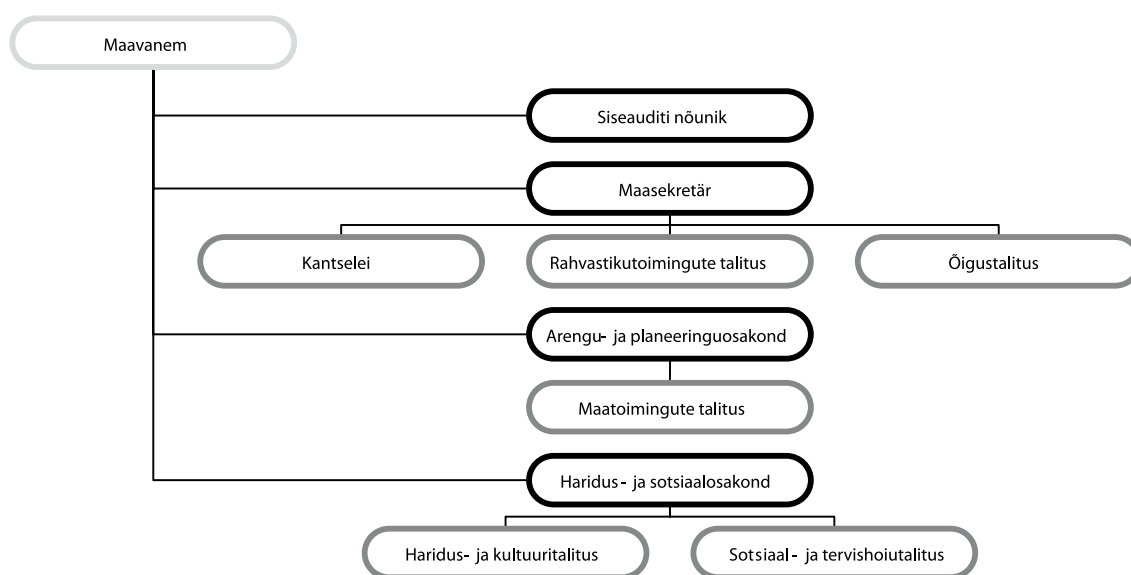 Maavanem
Siseauditi nõunik
Maasekretär
Kantselei
Rahvastikutoimingute talitus
Õigustalitus
Arengu- ja planeeringuosakond
Maatoimingute talitus
Haridus- ja sotsiaalosakond
Haridus- ja kultuuritalitus
Sotsiaal- ja tervishoiutalitus